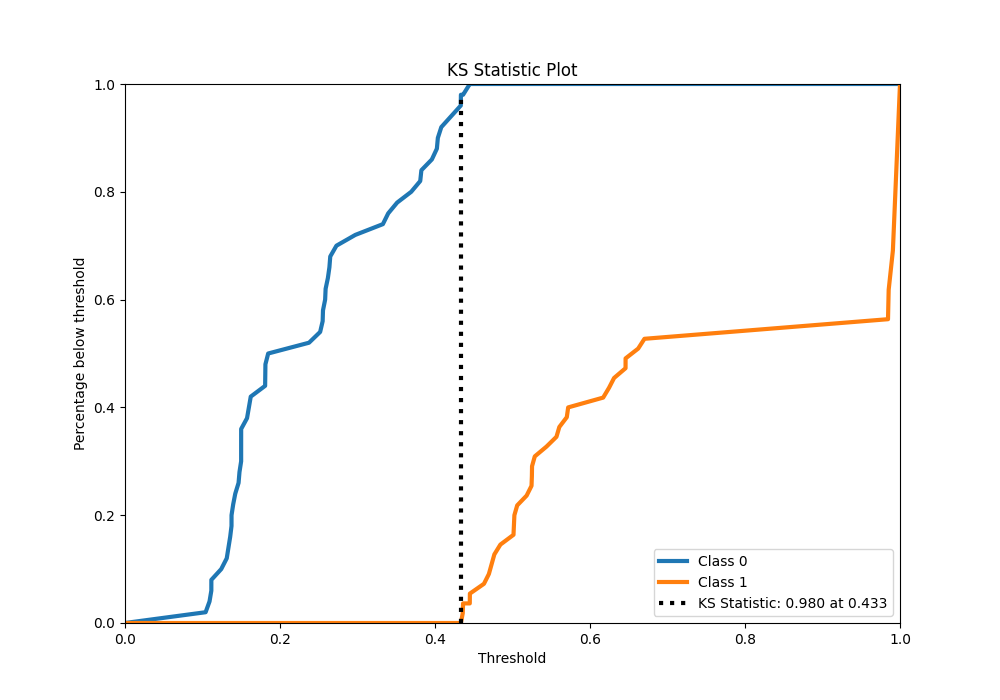 KS Statistic Plot
1.0
0.8
0.6
0.4
0.2
0.0
Percentage below threshold
0.0 0.2 0.4 0.6 0.8 1.0
Threshold
Class 0
Class 1
KS Statistic: 0.980 at 0.433